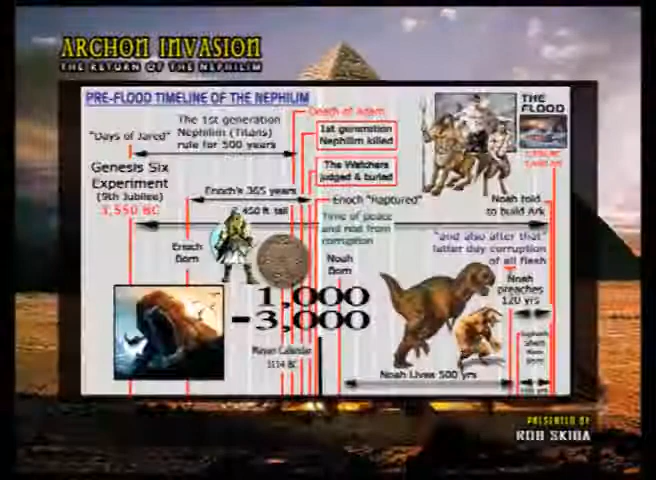 ARCHON INVASION
THE RETURN OF THE NEPHILIM
PRE-FLOOD TIMELINE OF THE NEPHILIM
"Days of Jared"
The 1st generation
Nephilim (Titans)
rule for 500 years
Death of Adam
1st generation
Nephilim killed
THE
FLOOD
The Watchers
judged & buried
Genesis Six
Experiment
(9th Jubilee)
3,550 BC
Enoch's 365 years
Enoch "Raptured"
Noah told
to build Ark
450 ft tall
Time of peace
and rest from
corruption
Enoch
Born
Noah
Born
"and also after that"
latter day corruption
of all flesh
Noah
preaches
120 yrs
1,000
-3,000
Mayan Calendar
3114 BC
Noah Lives 500 yrs
PRESENTED BY
ROB SKIBA